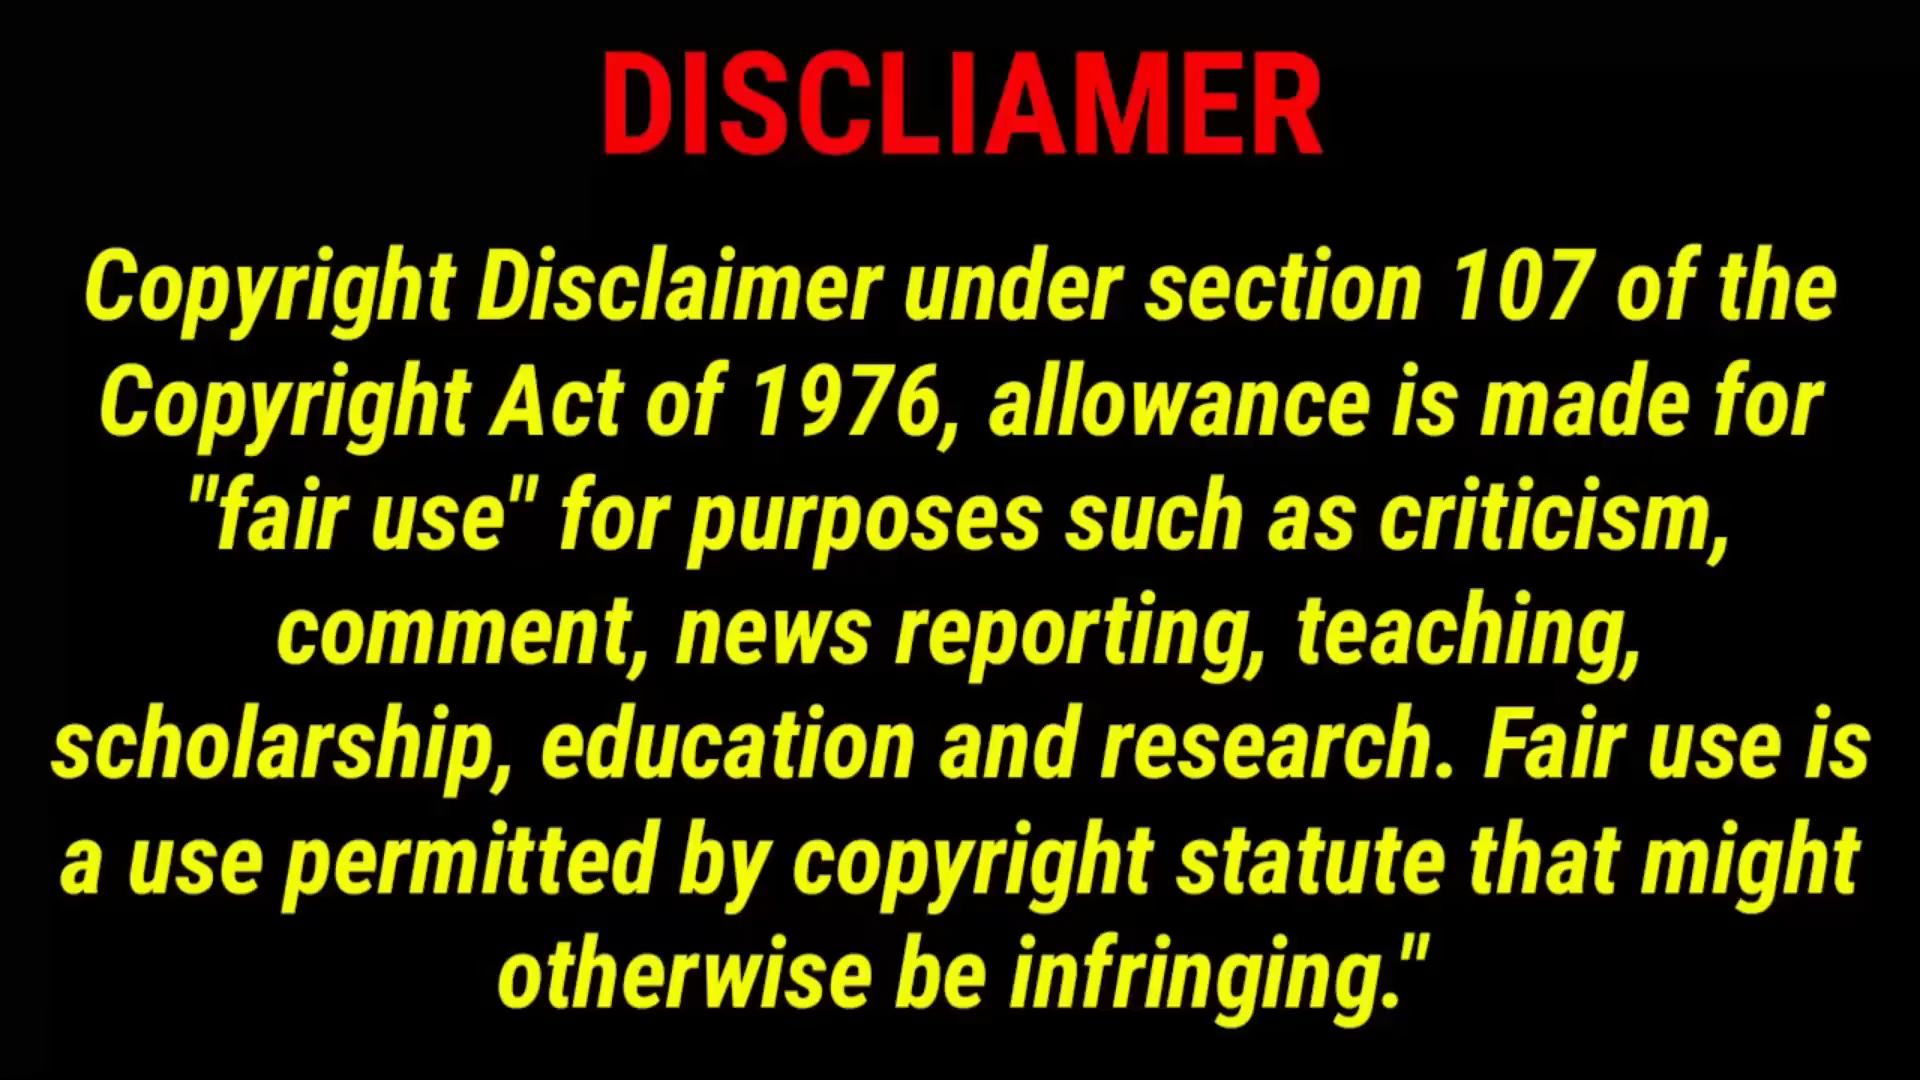 DISCLIAMER
Copyright Disclaimer under section 107 of the
Copyright Act of 1976, allowance is made for
"fair use" for purposes such as criticism,
comment, news reporting, teaching,
scholarship, education and research. Fair use is
a use permitted by copyright statute that might
otherwise be infringing."